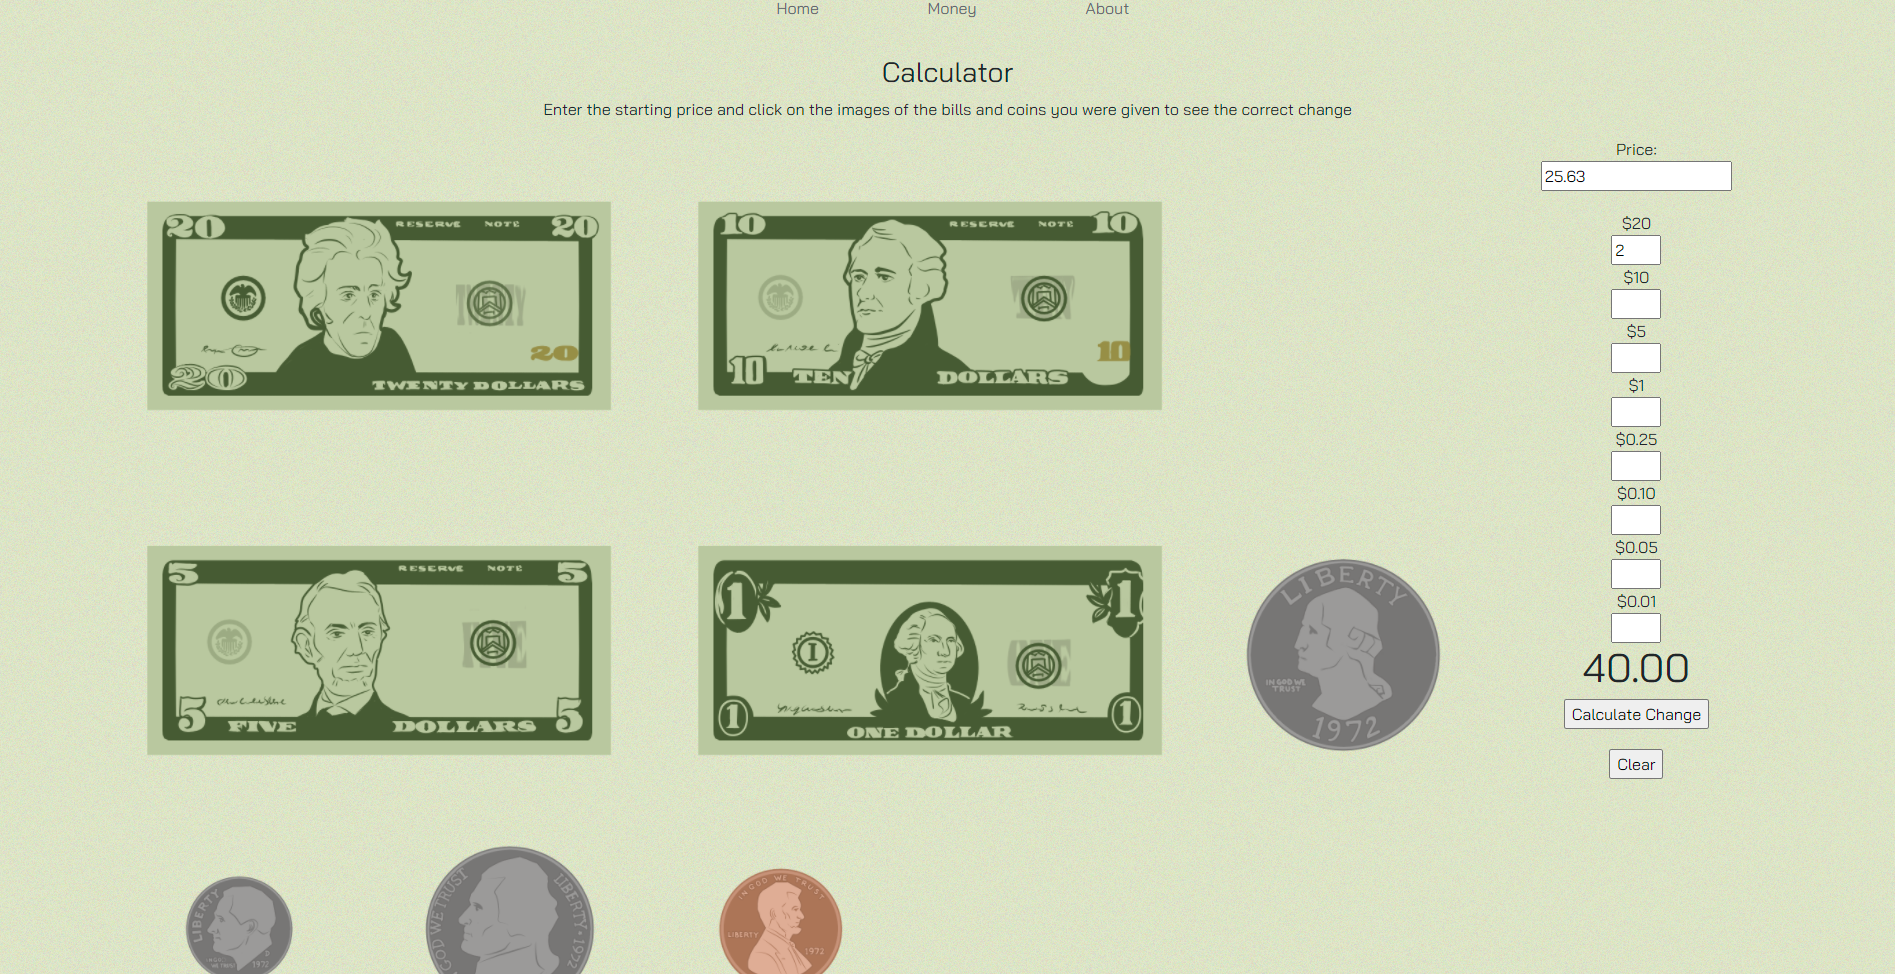 Home Money About
Calculator
Enter the starting price and click on the images of the bills and coins you were given to see the correct change
Price:
25.63
$20
2
$10
$5
$1
$0.25
$0.10
$0.05
$0.01
40.00
Calculate Change
Clear
20 RESERVE NOTE 20
20
20 TWENTY DOLLARS
10 RESERVE NOTE 10
10
10 TEN DOLLARS
5 RESERVE NOTE 5
5 FIVE DOLLARS 5
1 1
I
1 ONE DOLLAR 1
LIBERTY
IN GOD WE
TRUST
1972
LIBERTY
1972
GOD WE TRUST
LIBERTY • 1972
IN GOD WE TRUST
LIBERTY
1972